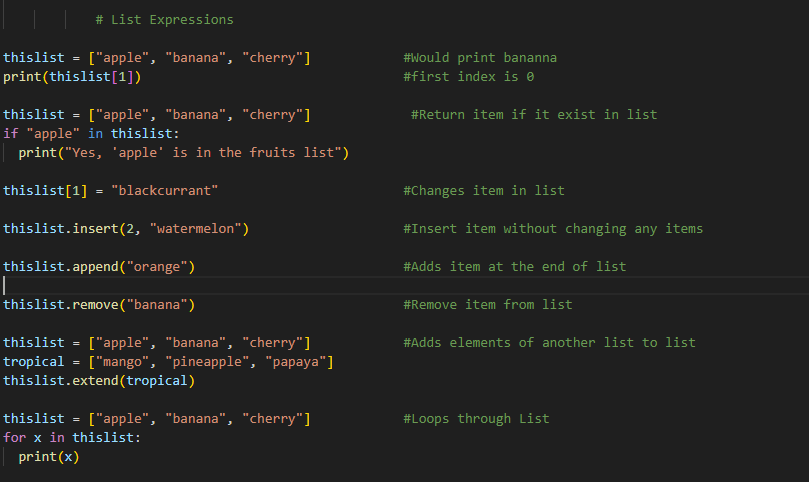 # List Expressions
thislist = ["apple", "banana", "cherry"] #Would print bananna
print(thislist[1]) #first index is 0
thislist = ["apple", "banana", "cherry"] #Return item if it exist in list
if "apple" in thislist:
print("Yes, 'apple' is in the fruits list")
thislist[1] = "blackcurrant" #Changes item in list
thislist.insert(2, "watermelon") #Insert item without changing any items
thislist.append("orange") #Adds item at the end of list
thislist.remove("banana") #Remove item from list
thislist = ["apple", "banana", "cherry"] #Adds elements of another list to list
tropical = ["mango", "pineapple", "papaya"]
thislist.extend(tropical)
thislist = ["apple", "banana", "cherry"] #Loops through List
for x in thislist:
print(x)